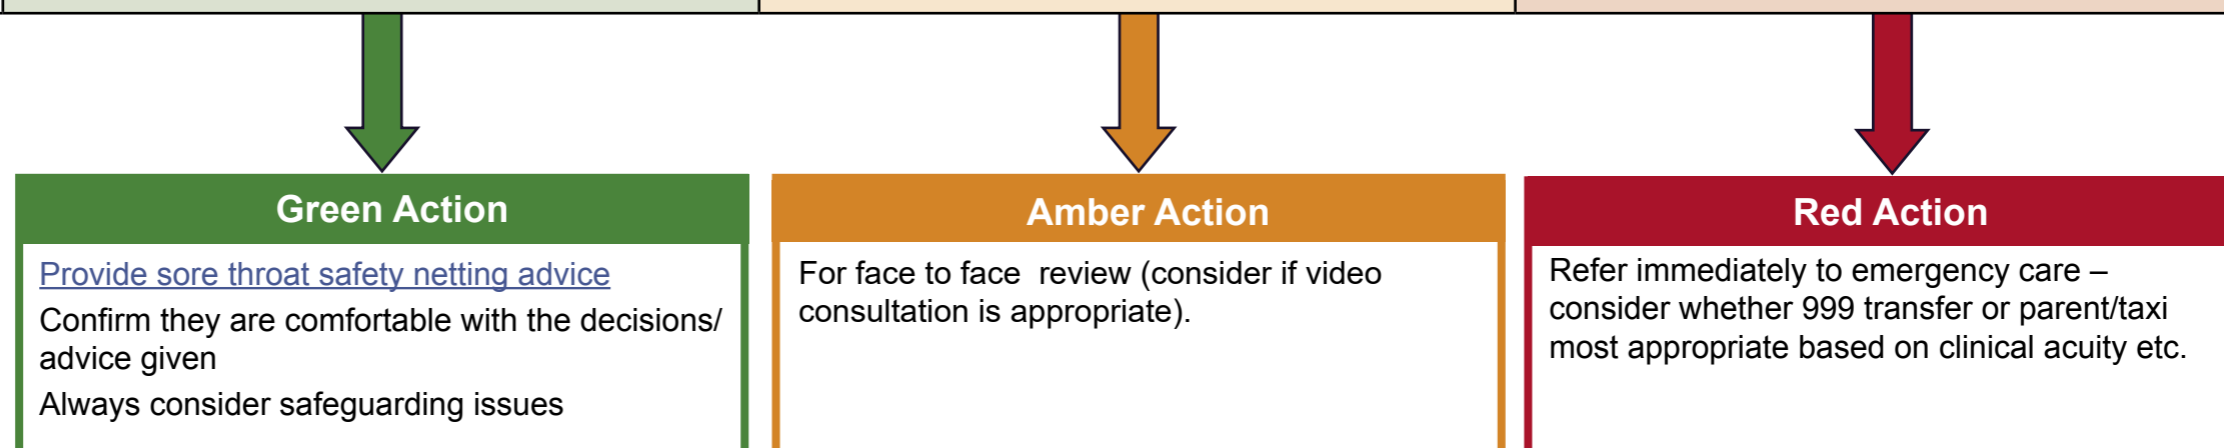 Green Action
Provide sore throat safety netting advice
Confirm they are comfortable with the decisions/
advice given
Always consider safeguarding issues
Amber Action
For face to face  review (consider if video
consultation is appropriate).
Red Action
Refer immediately to emergency care –
consider whether 999 transfer or parent/taxi
most appropriate based on clinical acuity etc.